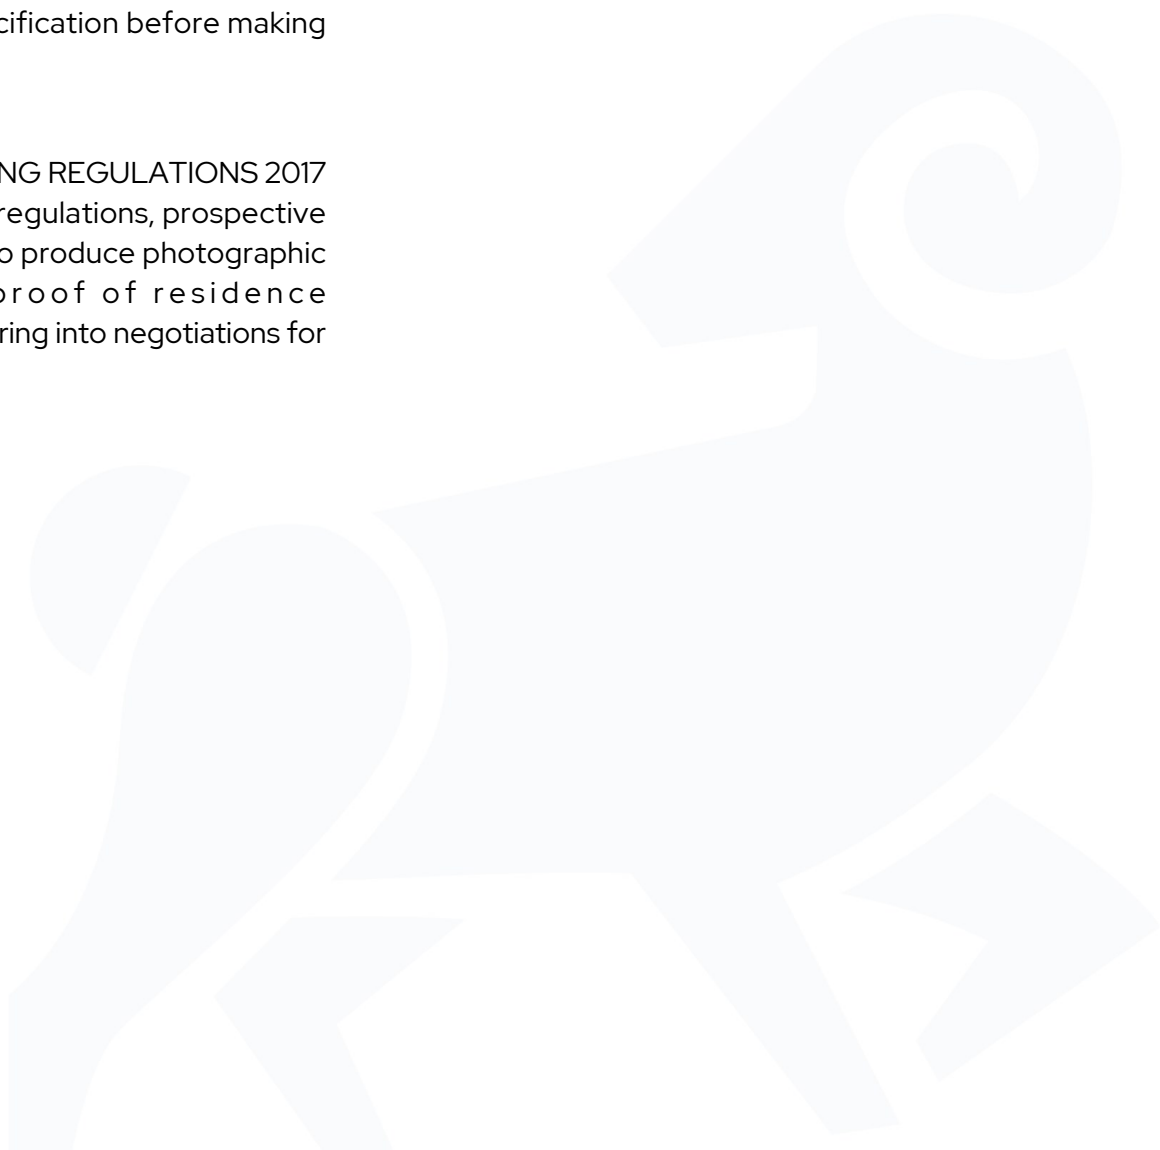 cification before making
NG REGULATIONS 2017
regulations, prospective
o produce photographic
proof of residence
ring into negotiations for